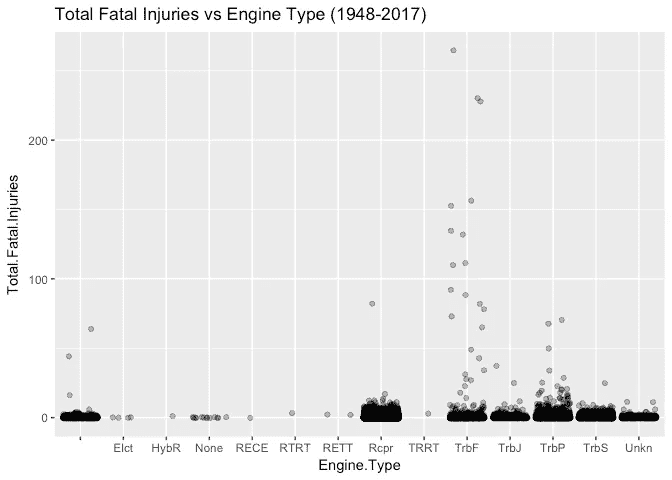 Total Fatal Injuries vs Engine Type (1948-2017)
200
100
0
Total.Fatal.Injuries
Elct HybR None RECE RTRT RETT Rcpr TRRT TrbF TrbJ TrbP TrbS Unkn
Engine.Type